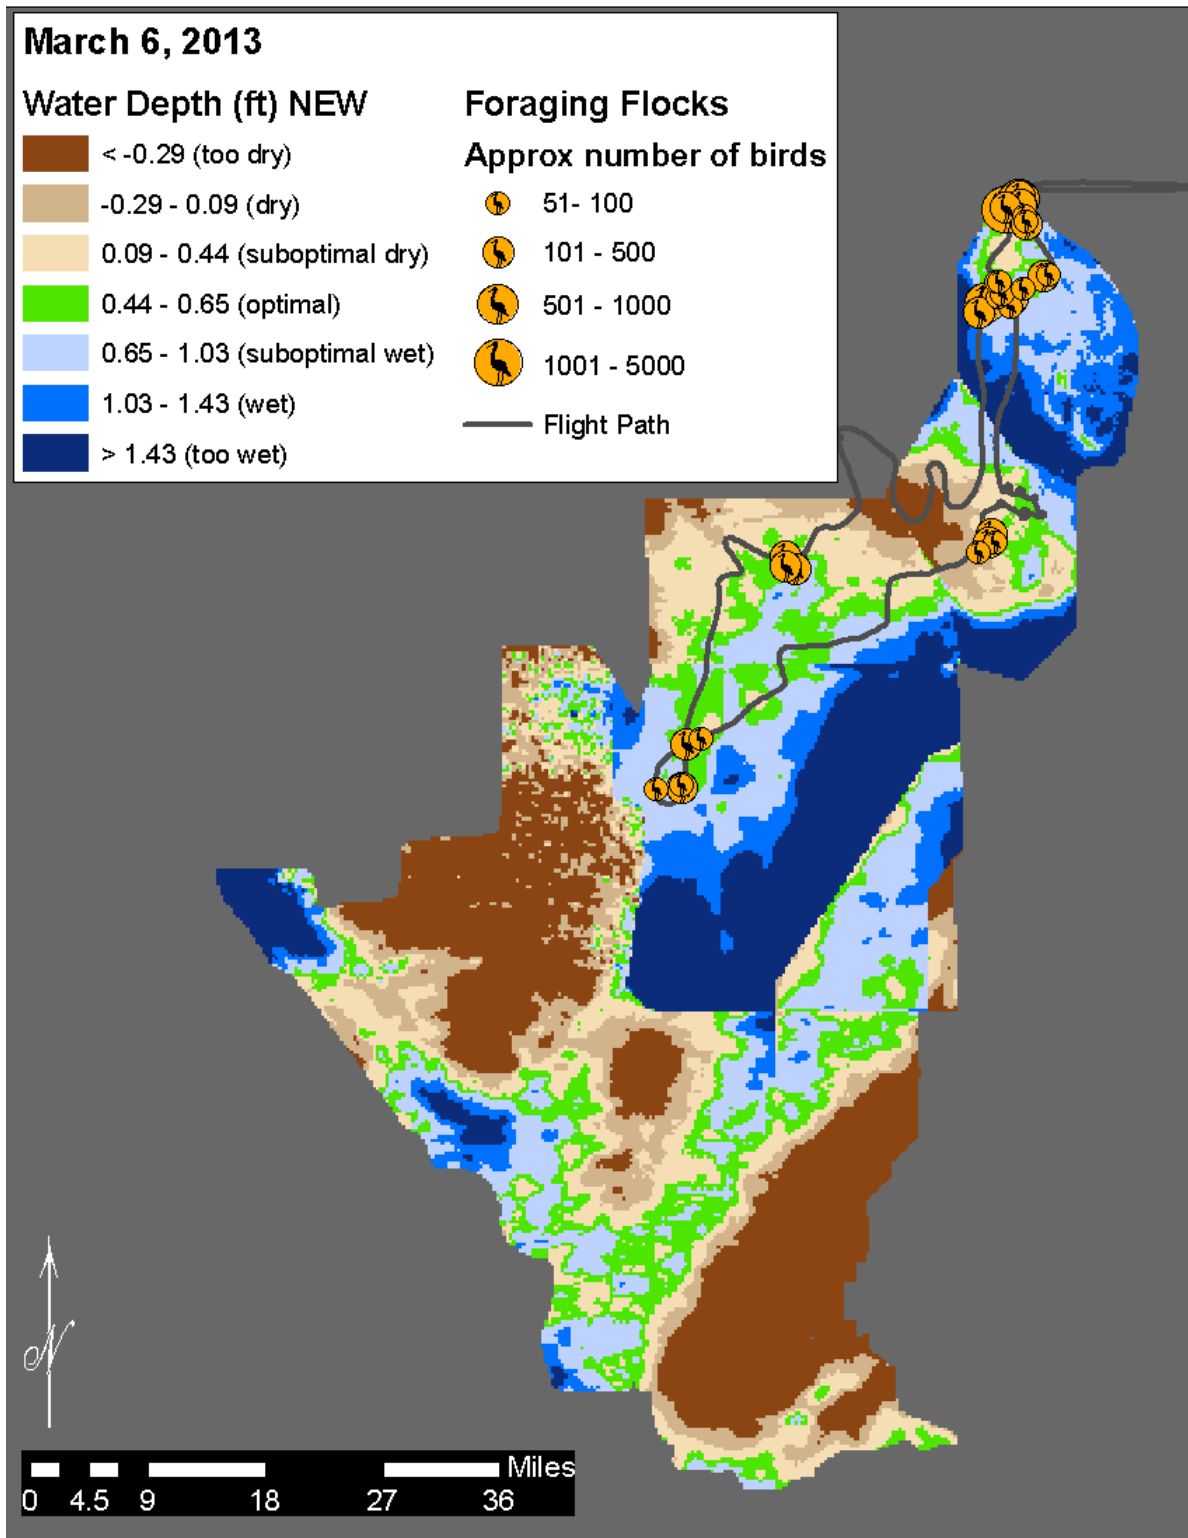 March 6, 2013
Water Depth (ft) NEW
< -0.29 (too dry)
-0.29 - 0.09 (dry)
0.09 - 0.44 (suboptimal dry)
0.44 - 0.65 (optimal)
0.65 - 1.03 (suboptimal wet)
1.03 - 1.43 (wet)
> 1.43 (too wet)
Foraging Flocks
Approx number of birds
51- 100
101 - 500
501 - 1000
1001 - 5000
Flight Path
N
Miles
0 4.5 9 18 27 36